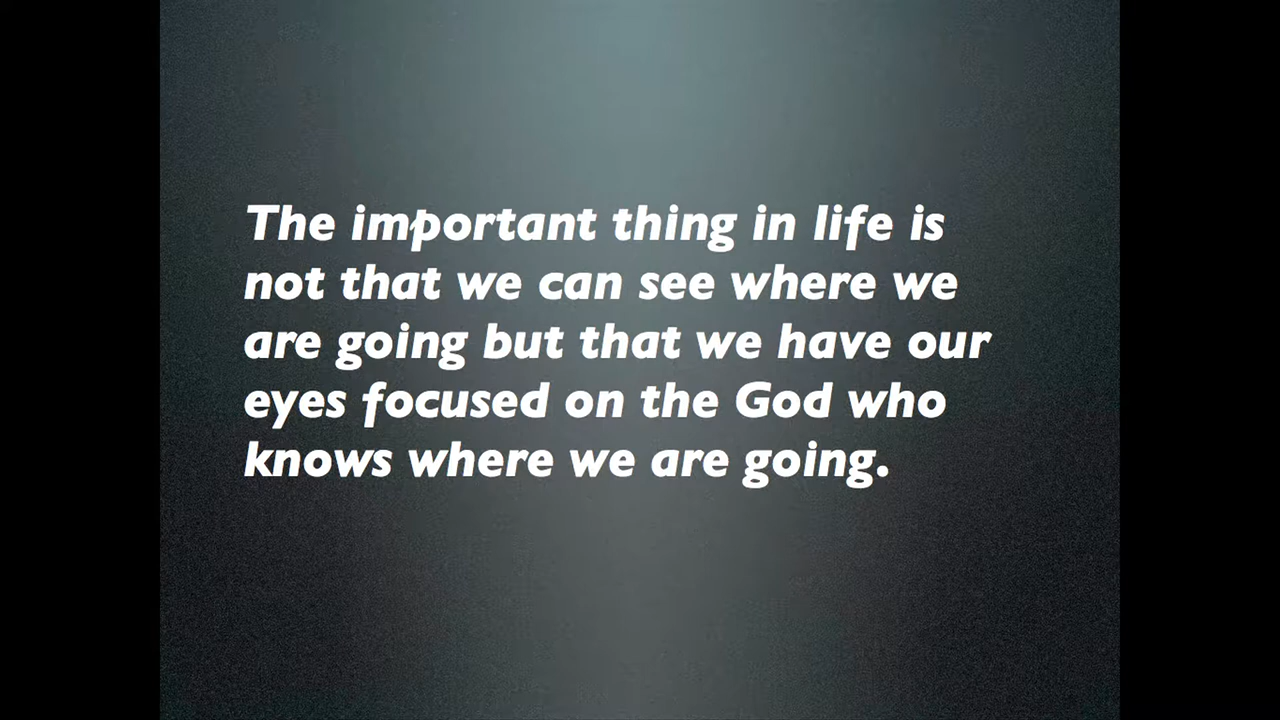 The important thing in life is
not that we can see where we
are going but that we have our
eyes focused on the God who
knows where we are going.